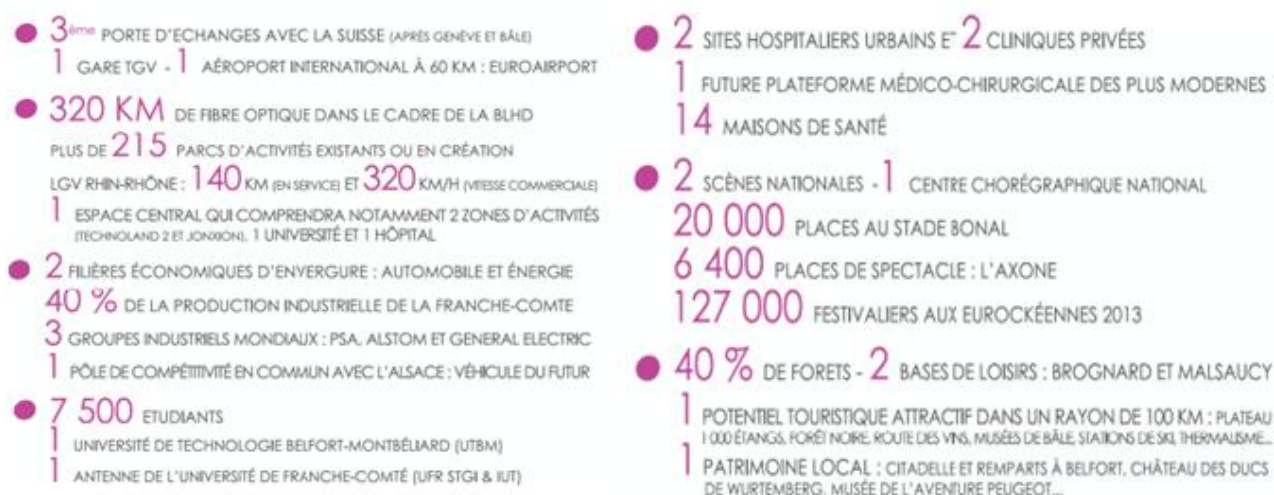 3ème PORTE D'ECHANGES AVEC LA SUISSE (APRÈS GENÈVE ET BÂLE)
1 GARE TGV - 1 AÉROPORT INTERNATIONAL À 60 KM : EUROAIRPORT
320 KM DE FIBRE OPTIQUE DANS LE CADRE DE LA BLHD
PLUS DE 215 PARCS D'ACTIVITÉS EXISTANTS OU EN CRÉATION
LGV RHIN-RHÔNE : 140 KM (EN SERVICE) ET 320 KM/H (VITESSE COMMERCIALE)
1 ESPACE CENTRAL QUI COMPRENDRA NOTAMMENT 2 ZONES D'ACTIVITÉS
(TECHNOLAND 2 ET JONXION), 1 UNIVERSITÉ ET 1 HÔPITAL
2 FILIÈRES ÉCONOMIQUES D'ENVERGURE : AUTOMOBILE ET ÉNERGIE
40 % DE LA PRODUCTION INDUSTRIELLE DE LA FRANCHE-COMTE
3 GROUPES INDUSTRIELS MONDIAUX : PSA, ALSTOM ET GENERAL ELECTRIC
1 PÔLE DE COMPÉTITIVITÉ EN COMMUN AVEC L'ALSACE : VÉHICULE DU FUTUR
7 500 ETUDIANTS
1 UNIVERSITÉ DE TECHNOLOGIE BELFORT-MONTBÉLIARD (UTBM)
1 ANTENNE DE L'UNIVERSITÉ DE FRANCHE-COMTÉ (UFR STGI & IUT)
2 SITES HOSPITALIERS URBAINS ET 2 CLINIQUES PRIVÉES
1 FUTURE PLATEFORME MÉDICO-CHIRURGICALE DES PLUS MODERNES
14 MAISONS DE SANTÉ
2 SCÈNES NATIONALES - 1 CENTRE CHORÉGRAPHIQUE NATIONAL
20 000 PLACES AU STADE BONAL
6 400 PLACES DE SPECTACLE : L'AXONE
127 000 FESTIVALIERS AUX EUROCKÉENNES 2013
40 % DE FORETS - 2 BASES DE LOISIRS : BROGNARD ET MALSAUCY
1 POTENTIEL TOURISTIQUE ATTRACTIF DANS UN RAYON DE 100 KM : PLATEAU
1 000 ÉTANGS, FORÊT NOIRE, ROUTE DES VINS, MUSÉES DE BÂLE, STATIONS DE SKI, THERMALISME...
1 PATRIMOINE LOCAL : CITADELLE ET REMPARTS À BELFORT, CHÂTEAU DES DUCS
DE WURTEMBERG, MUSÉE DE L'AVENTURE PEUGEOT...